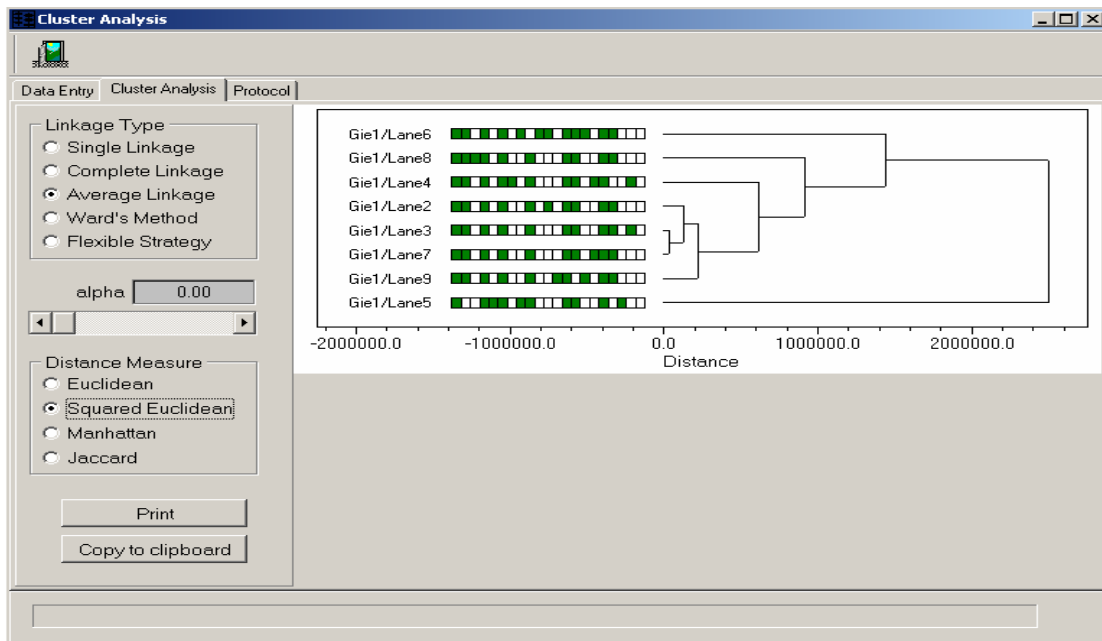 Cluster Analysis
Data Entry Cluster Analysis Protocol
Linkage Type
Single Linkage
Complete Linkage
Average Linkage
Ward's Method
Flexible Strategy
alpha 0.00
Distance Measure
Euclidean
Squared Euclidean
Manhattan
Jaccard
Print
Copy to clipboard
Gie1/Lane6
Gie1/Lane8
Gie1/Lane4
Gie1/Lane2
Gie1/Lane3
Gie1/Lane7
Gie1/Lane9
Gie1/Lane5
-2000000.0 -1000000.0 0.0 1000000.0 2000000.0
Distance